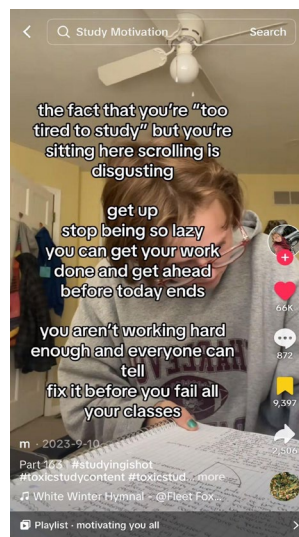 Study Motivation Search
the fact that you're "too
tired to study" but you're
sitting here scrolling is
disgusting
get up
stop being so lazy
you can get your work
done and get ahead
before today ends
you aren't working hard
enough and everyone can
tell
fix it before you fail all
your classes
66K
872
9,397
2,506
m · 2023-9-10
Part 163 #studyingishot
#toxicstudycontent #toxicstud... more
White Winter Hymnal - @Fleet Fox...
Playlist · motivating you all